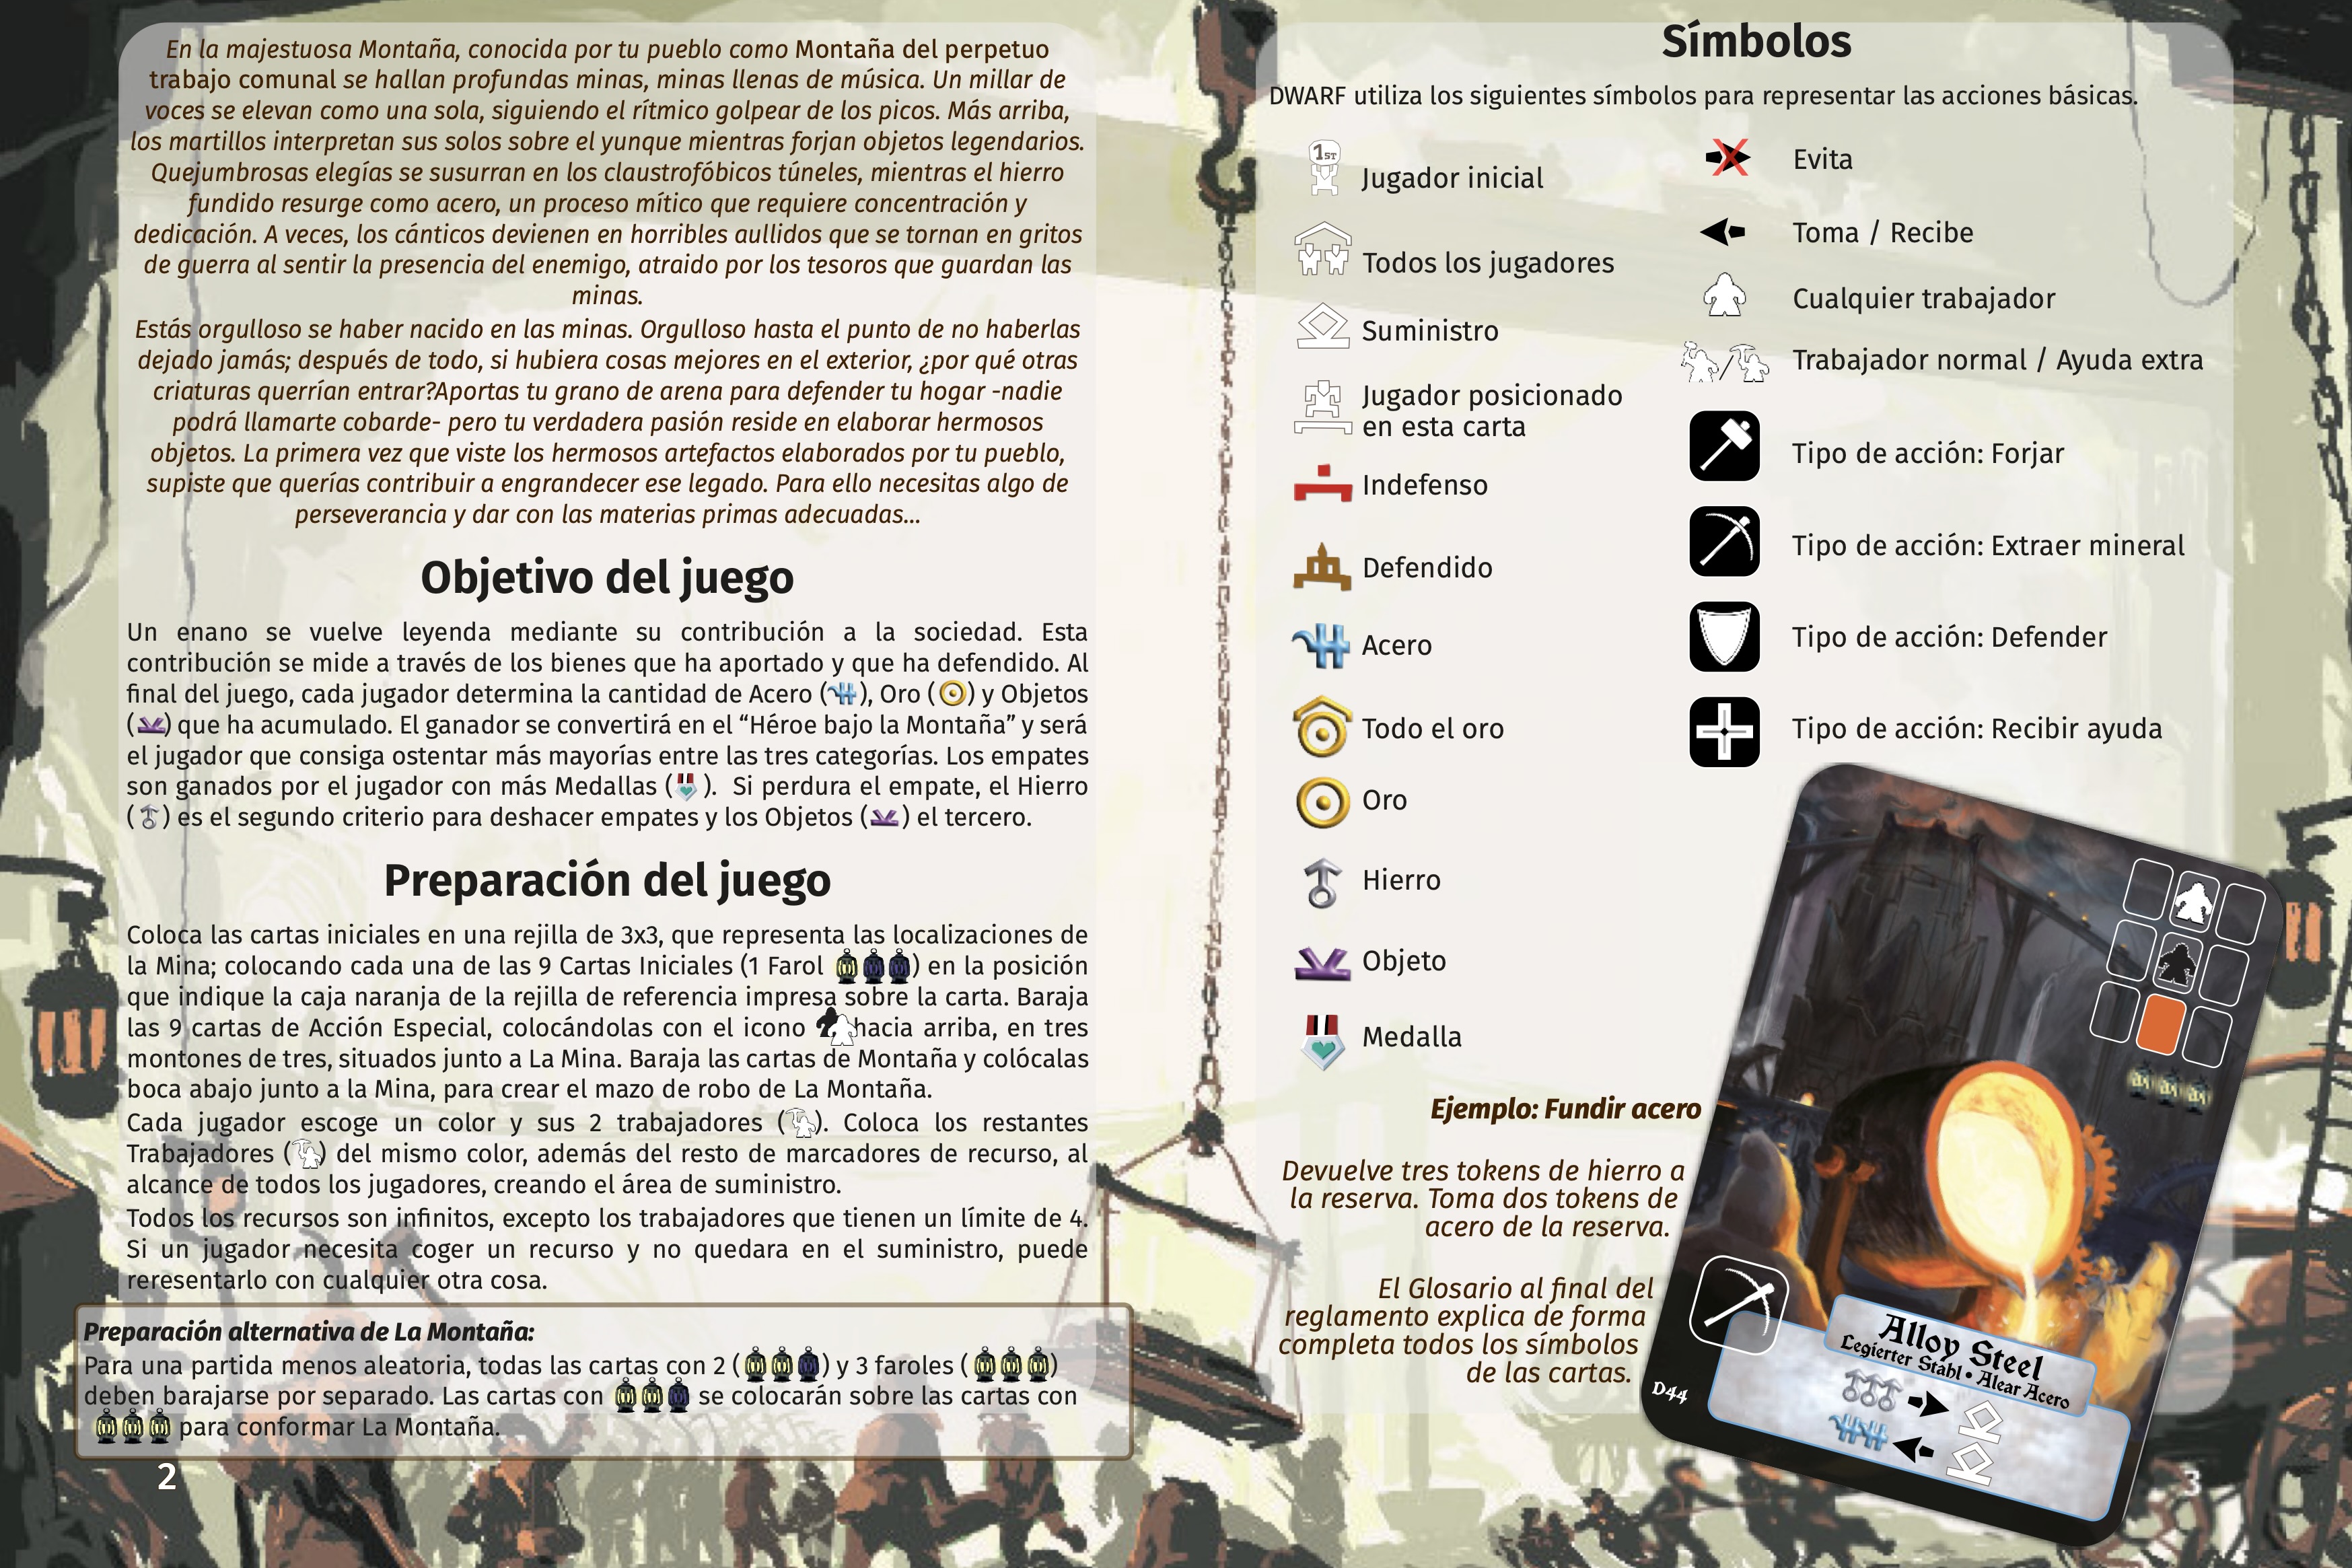 En la majestuosa Montaña, conocida por tu pueblo como Montaña del perpetuo
trabajo comunal se hallan profundas minas, minas llenas de música. Un millar de
voces se elevan como una sola, siguiendo el rítmico golpear de los picos. Más arriba,
los martillos interpretan sus solos sobre el yunque mientras forjan objetos legendarios.
Quejumbrosas elegías se susurran en los claustrofóbicos túneles, mientras el hierro
fundido resurge como acero, un proceso mítico que requiere concentración y
dedicación. A veces, los cánticos devienen en horribles aullidos que se tornan en gritos
de guerra al sentir la presencia del enemigo, atraido por los tesoros que guardan las
minas.
Estás orgulloso se haber nacido en las minas. Orgulloso hasta el punto de no haberlas
dejado jamás; después de todo, si hubiera cosas mejores en el exterior, ¿por qué otras
criaturas querrían entrar?Aportas tu grano de arena para defender tu hogar -nadie
podrá llamarte cobarde- pero tu verdadera pasión reside en elaborar hermosos
objetos. La primera vez que viste los hermosos artefactos elaborados por tu pueblo,
supiste que querías contribuir a engrandecer ese legado. Para ello necesitas algo de
perseverancia y dar con las materias primas adecuadas...
Objetivo del juego
Un enano se vuelve leyenda mediante su contribución a la sociedad. Esta
contribución se mide a través de los bienes que ha aportado y que ha defendido. Al
final del juego, cada jugador determina la cantidad de Acero ( ), Oro ( ) y Objetos
( ) que ha acumulado. El ganador se convertirá en el “Héroe bajo la Montaña” y será
el jugador que consiga ostentar más mayorías entre las tres categorías. Los empates
son ganados por el jugador con más Medallas ( ). Si perdura el empate, el Hierro
( ) es el segundo criterio para deshacer empates y los Objetos ( ) el tercero.
Preparación del juego
Coloca las cartas iniciales en una rejilla de 3x3, que representa las localizaciones de
la Mina; colocando cada una de las 9 Cartas Iniciales (1 Farol ) en la posición
que indique la caja naranja de la rejilla de referencia impresa sobre la carta. Baraja
las 9 cartas de Acción Especial, colocándolas con el icono hacia arriba, en tres
montones de tres, situados junto a La Mina. Baraja las cartas de Montaña y colócalas
boca abajo junto a la Mina, para crear el mazo de robo de La Montaña.
Cada jugador escoge un color y sus 2 trabajadores ( ). Coloca los restantes
Trabajadores ( ) del mismo color, además del resto de marcadores de recurso, al
alcance de todos los jugadores, creando el área de suministro.
Todos los recursos son infinitos, excepto los trabajadores que tienen un límite de 4.
Si un jugador necesita coger un recurso y no quedara en el suministro, puede
reresentarlo con cualquier otra cosa.
Preparación alternativa de La Montaña:
Para una partida menos aleatoria, todas las cartas con 2 ( ) y 3 faroles ( )
deben barajarse por separado. Las cartas con se colocarán sobre las cartas con
para conformar La Montaña.
2
Símbolos
DWARF utiliza los siguientes símbolos para representar las acciones básicas.
1ST
Jugador inicial
Todos los jugadores
Suministro
Jugador posicionado
en esta carta
Indefenso
Defendido
Acero
Todo el oro
Oro
Hierro
Objeto
Medalla
Evita
Toma / Recibe
Cualquier trabajador
Trabajador normal / Ayuda extra
Tipo de acción: Forjar
Tipo de acción: Extraer mineral
Tipo de acción: Defender
Tipo de acción: Recibir ayuda
Ejemplo: Fundir acero
Devuelve tres tokens de hierro a
la reserva. Toma dos tokens de
acero de la reserva.
El Glosario al final del
reglamento explica de forma
completa todos los símbolos
de las cartas.
Alloy Steel
Legierter Stahl • Alear Acero
D44
3